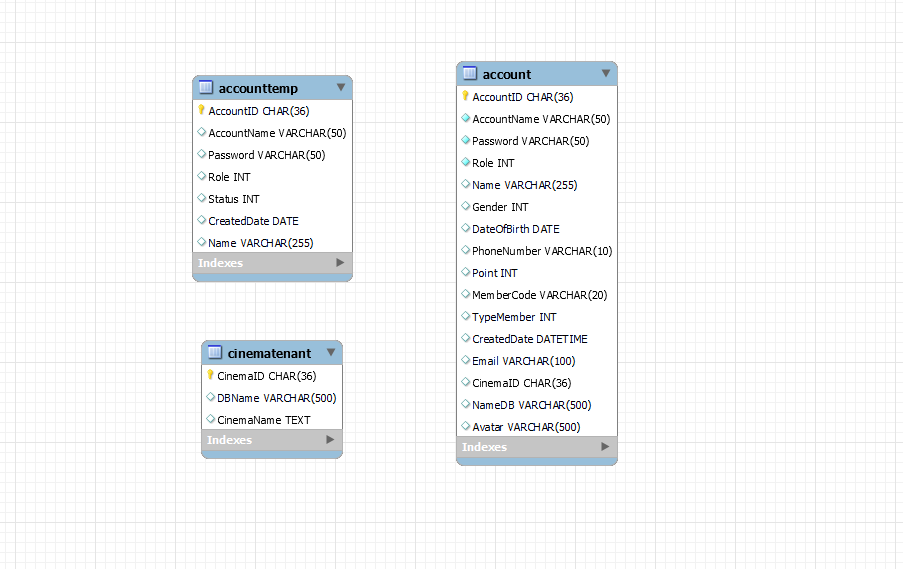 accounttemp
AccountID CHAR(36)
AccountName VARCHAR(50)
Password VARCHAR(50)
Role INT
Status INT
CreatedDate DATE
Name VARCHAR(255)
Indexes
cinematenant
CinemaID CHAR(36)
DBName VARCHAR(500)
CinemaName TEXT
Indexes
account
AccountID CHAR(36)
AccountName VARCHAR(50)
Password VARCHAR(50)
Role INT
Name VARCHAR(255)
Gender INT
DateOfBirth DATE
PhoneNumber VARCHAR(10)
Point INT
MemberCode VARCHAR(20)
TypeMember INT
CreatedDate DATETIME
Email VARCHAR(100)
CinemaID CHAR(36)
NameDB VARCHAR(500)
Avatar VARCHAR(500)
Indexes